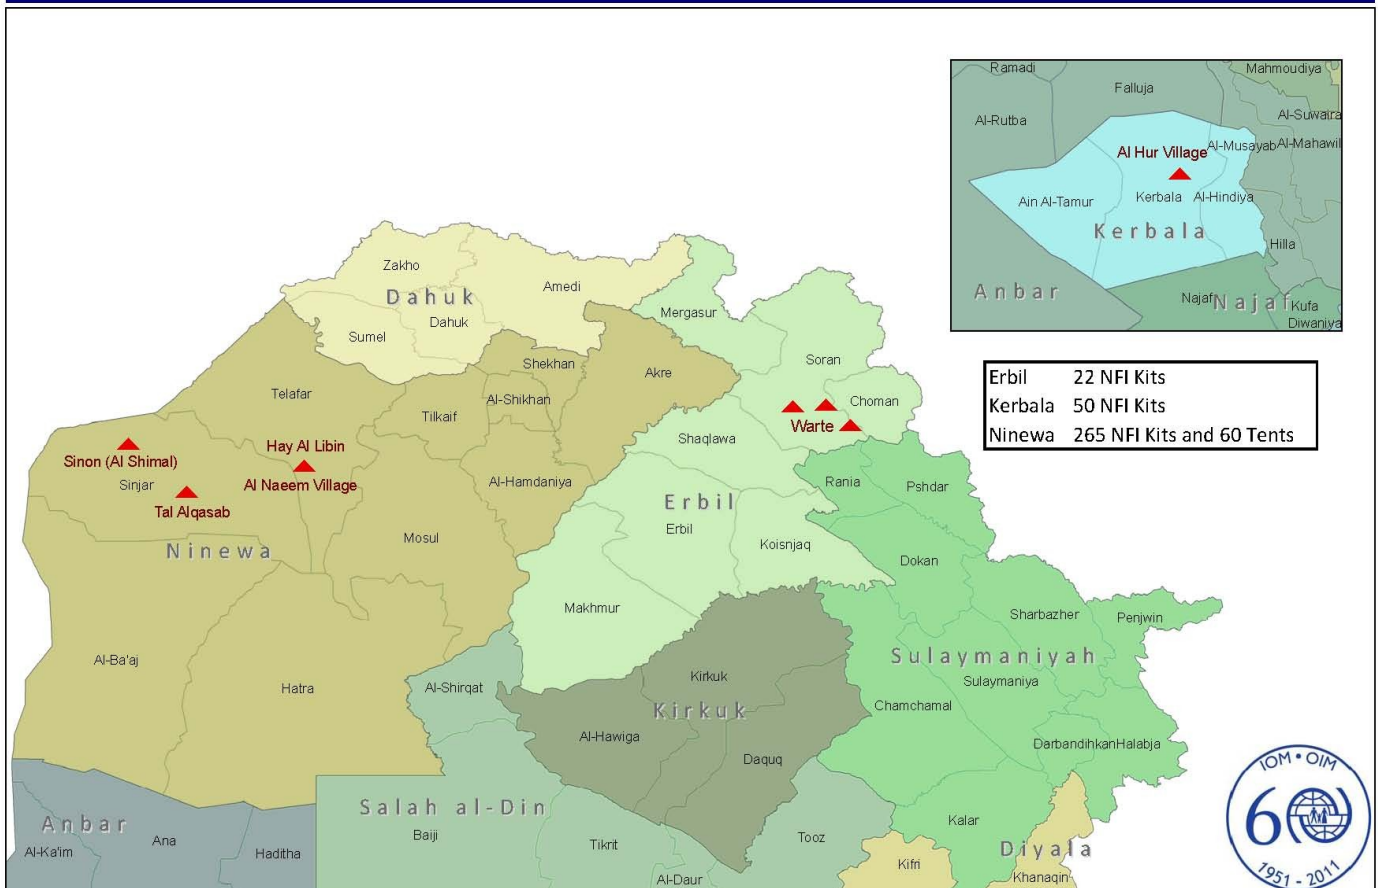 Ramadi
Mahmoudiya
Falluja
Al-Suwaira
Al-Rutba
Al-Musayab
Al-Mahawil
Al Hur Village
Ain Al-Tamur
Kerbala
Al-Hindiya
Kerbala
Hilla
Anbar
Najaf
Najaf
Kufa
Diwaniya
Erbil 22 NFI Kits
Kerbala 50 NFI Kits
Ninewa 265 NFI Kits and 60 Tents
Zakho
Amedi
Dahuk
Dahuk
Sumel
Mergasur
Soran
Shekhan
Akre
Telafar
Al-Shikhan
Choman
Tilkaif
Warte
Shaqlawa
Hay Al Libin
Sinon (Al Shimal)
Sinjar
Al Naeem Village
Al-Hamdaniya
Rania
Pshdar
Tal Alqasab
Erbil
Erbil
Mosul
Koisnjaq
Ninewa
Dokan
Makhmur
Sharbazher
Penjwin
Al-Ba'aj
Sulaymaniyah
Sulaymaniya
Kirkuk
Al-Shirqat
Hatra
Kirkuk
Chamchamal
Al-Hawiga
Daquq
Darbandihkan
Halabja
IOM • OIM
60
1951 - 2011
Salah al-Din
Anbar
Ana
Baiji
Tikrit
Tooz
Kalar
Diyala
Al-Ka'im
Haditha
Kifri
Al-Daur
Khanaqin